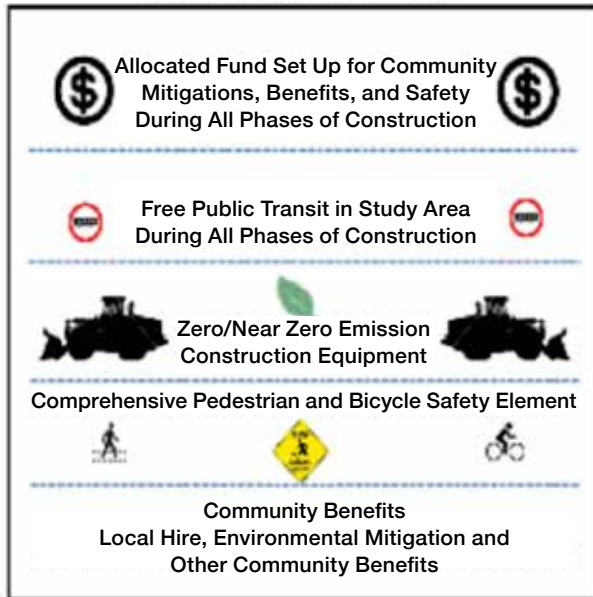 Allocated Fund Set Up for Community
Mitigations, Benefits, and Safety
During All Phases of Construction
Free Public Transit in Study Area
During All Phases of Construction
Zero/Near Zero Emission
Construction Equipment
Comprehensive Pedestrian and Bicycle Safety Element
Community Benefits
Local Hire, Environmental Mitigation and
Other Community Benefits